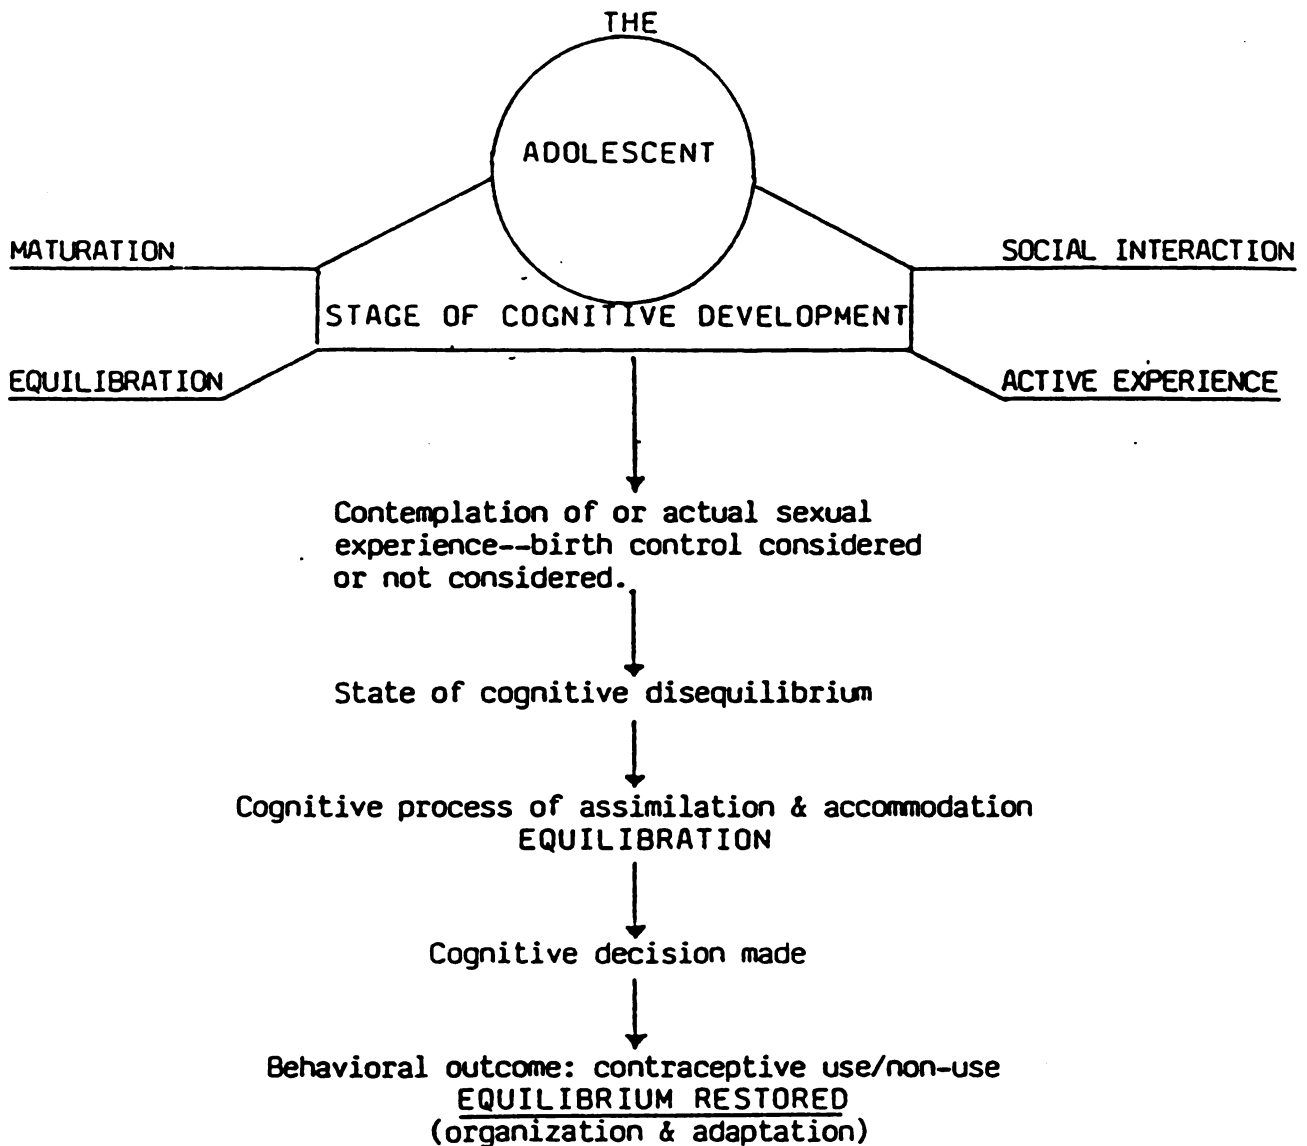 THE
ADOLESCENT
MATURATION
SOCIAL INTERACTION
STAGE OF COGNITIVE DEVELOPMENT
EQUILIBRATION
ACTIVE EXPERIENCE
Contemplation of or actual sexual
experience--birth control considered
or not considered.
State of cognitive disequilibrium
Cognitive process of assimilation & accommodation
EQUILIBRATION
Cognitive decision made
Behavioral outcome: contraceptive use/non-use
EQUILIBRIUM RESTORED
(organization & adaptation)